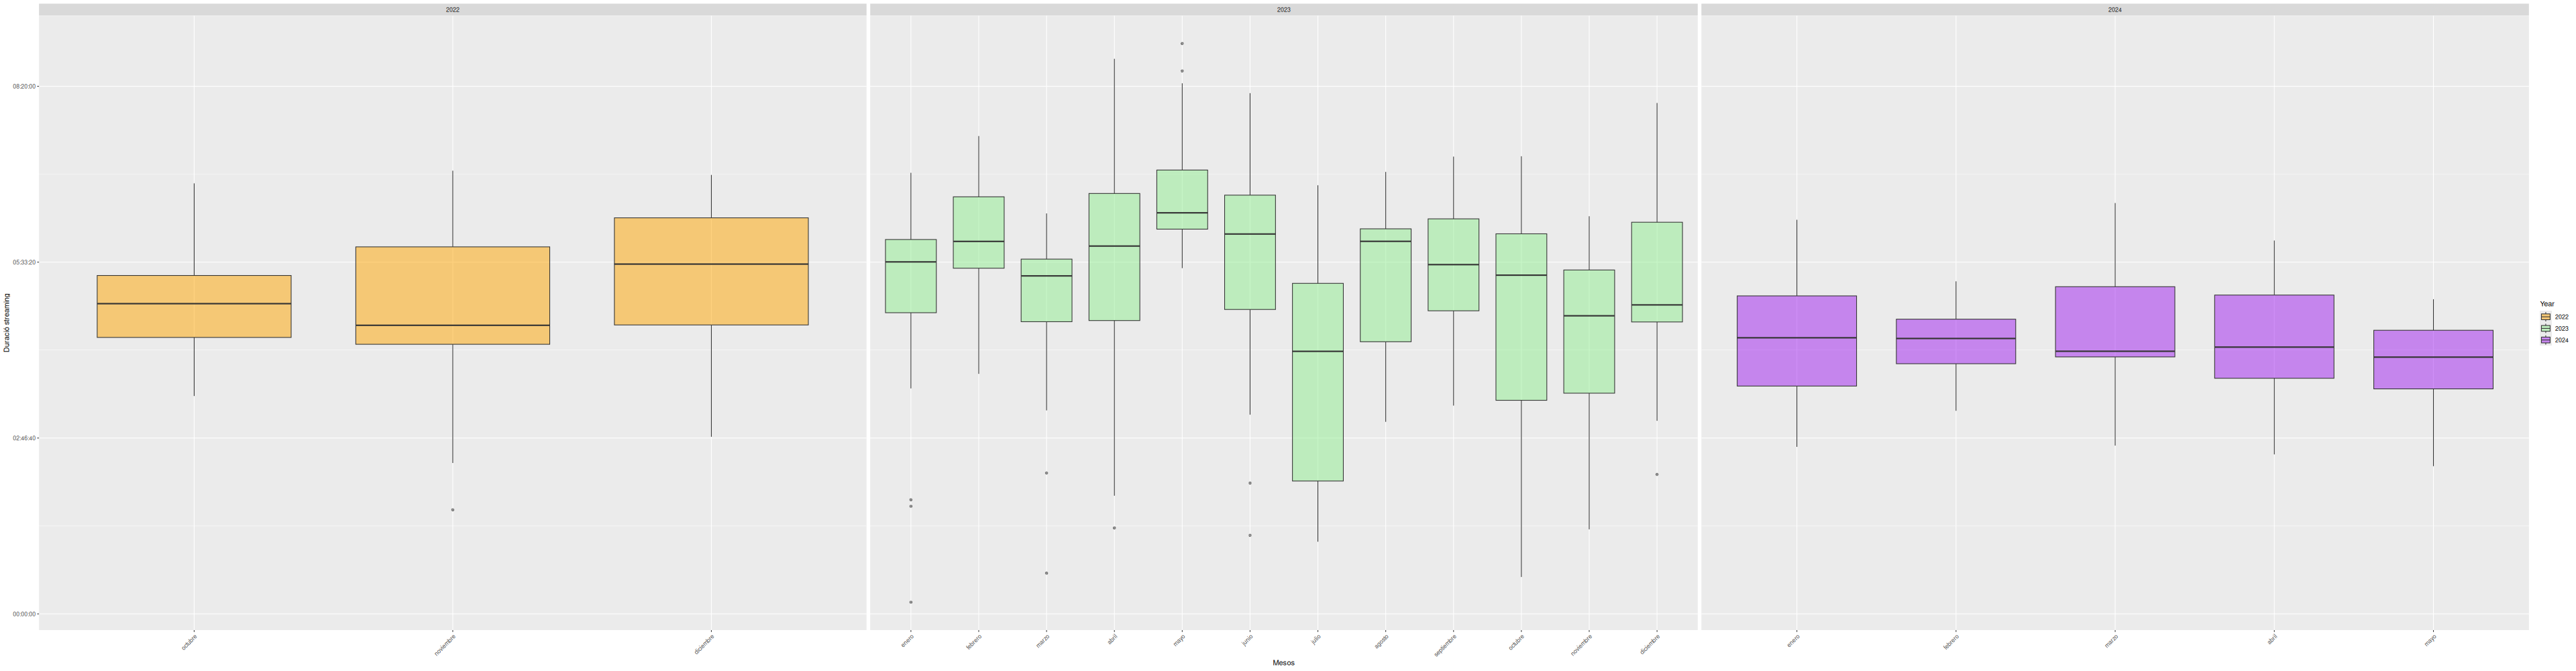 2022
2023
2024
08:20:00
05:33:20
02:46:40
00:00:00
Duració streaming
octubre
noviembre
diciembre
enero
febrero
marzo
abril
mayo
junio
julio
agosto
septiembre
octubre
noviembre
diciembre
enero
febrero
marzo
abril
mayo
Mesos
Year
2022
2023
2024